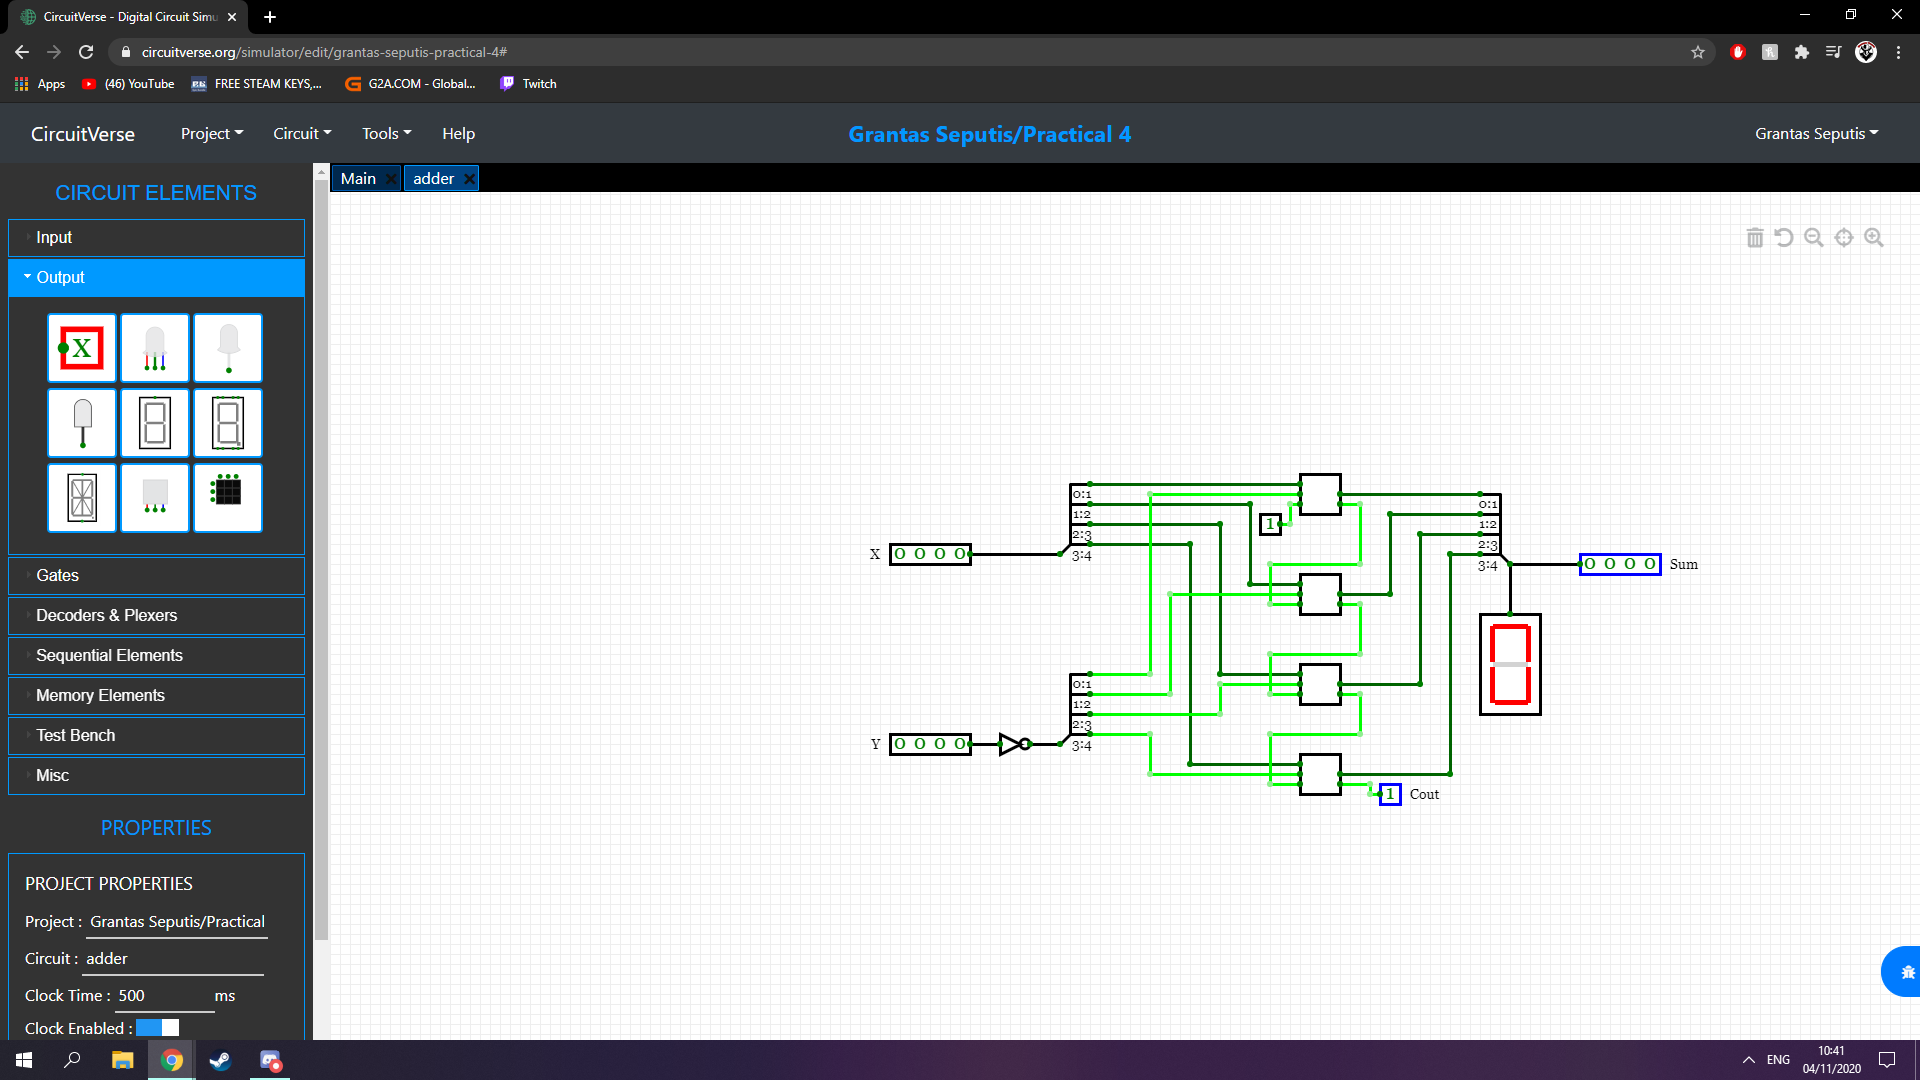 CircuitVerse - Digital Circuit Simu
circuitverse.org/simulator/edit/grantas-seputis-practical-4#
Apps
(46) YouTube
FREE STEAM KEYS,...
G2A.COM - Global...
Twitch
CircuitVerse
Project
Circuit
Tools
Help
Grantas Seputis/Practical 4
Grantas Seputis
Main
adder
CIRCUIT ELEMENTS
Input
Output
X
Gates
Decoders & Plexers
Sequential Elements
Memory Elements
Test Bench
Misc
PROPERTIES
PROJECT PROPERTIES
Project : Grantas Seputis/Practical
Circuit : adder
Clock Time : 500 ms
Clock Enabled :
0:1
1:2
2:3
3:4
X 0 0 0 0
1
0:1
1:2
2:3
3:4
0 0 0 0 Sum
0:1
1:2
2:3
3:4
Y 0 0 0 0
1 Cout
ENG
10:41
04/11/2020